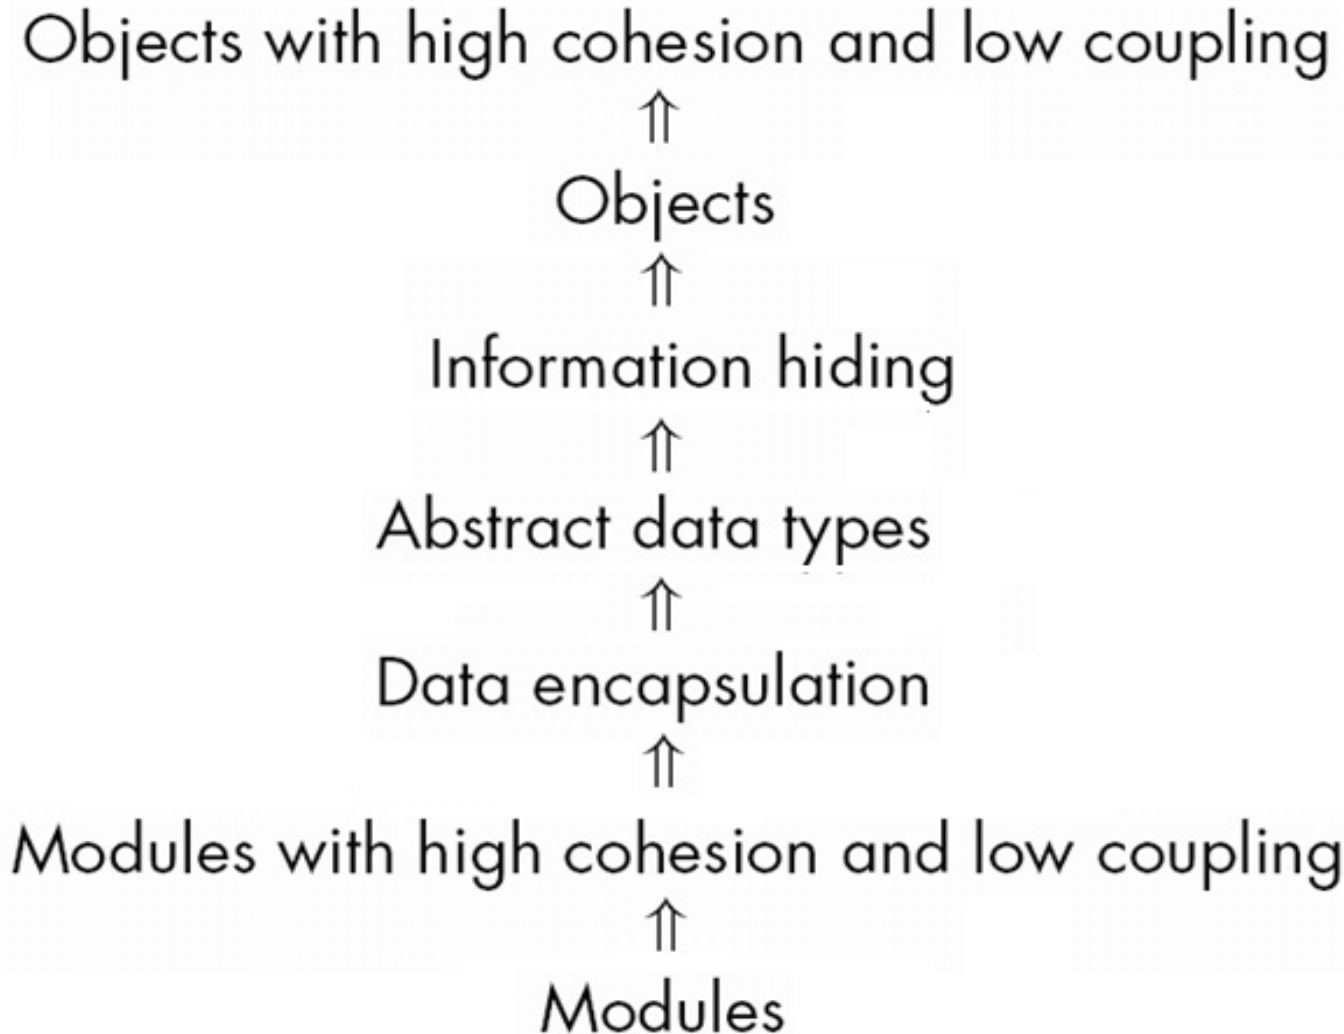 Objects with high cohesion and low coupling
⇑
Objects
⇑
Information hiding
⇑
Abstract data types
⇑
Data encapsulation
⇑
Modules with high cohesion and low coupling
⇑
Modules